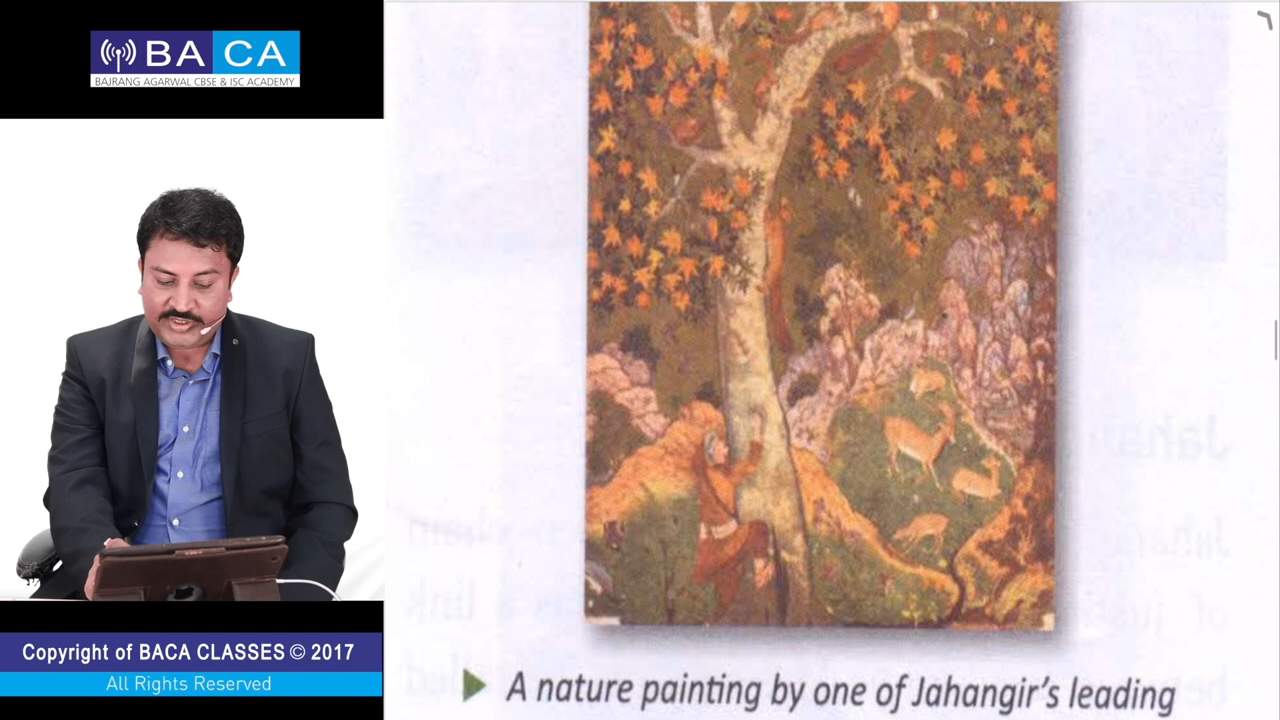 BACA
BAJRANG AGARWAL CBSE & ISC ACADEMY
A nature painting by one of Jahangir's leading
Copyright of BACA CLASSES © 2017
All Rights Reserved